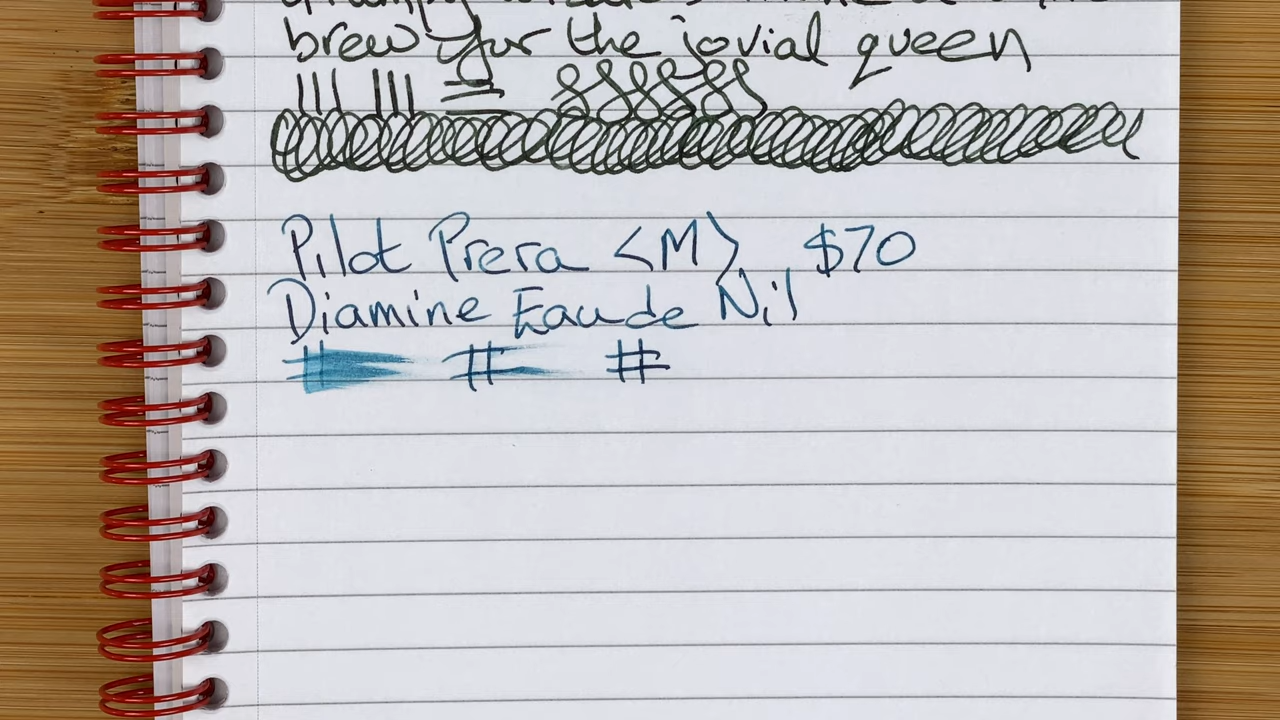 brew for the jovial queen
Pilot Prera <M> $70
Diamine Eau de Nil
# # #